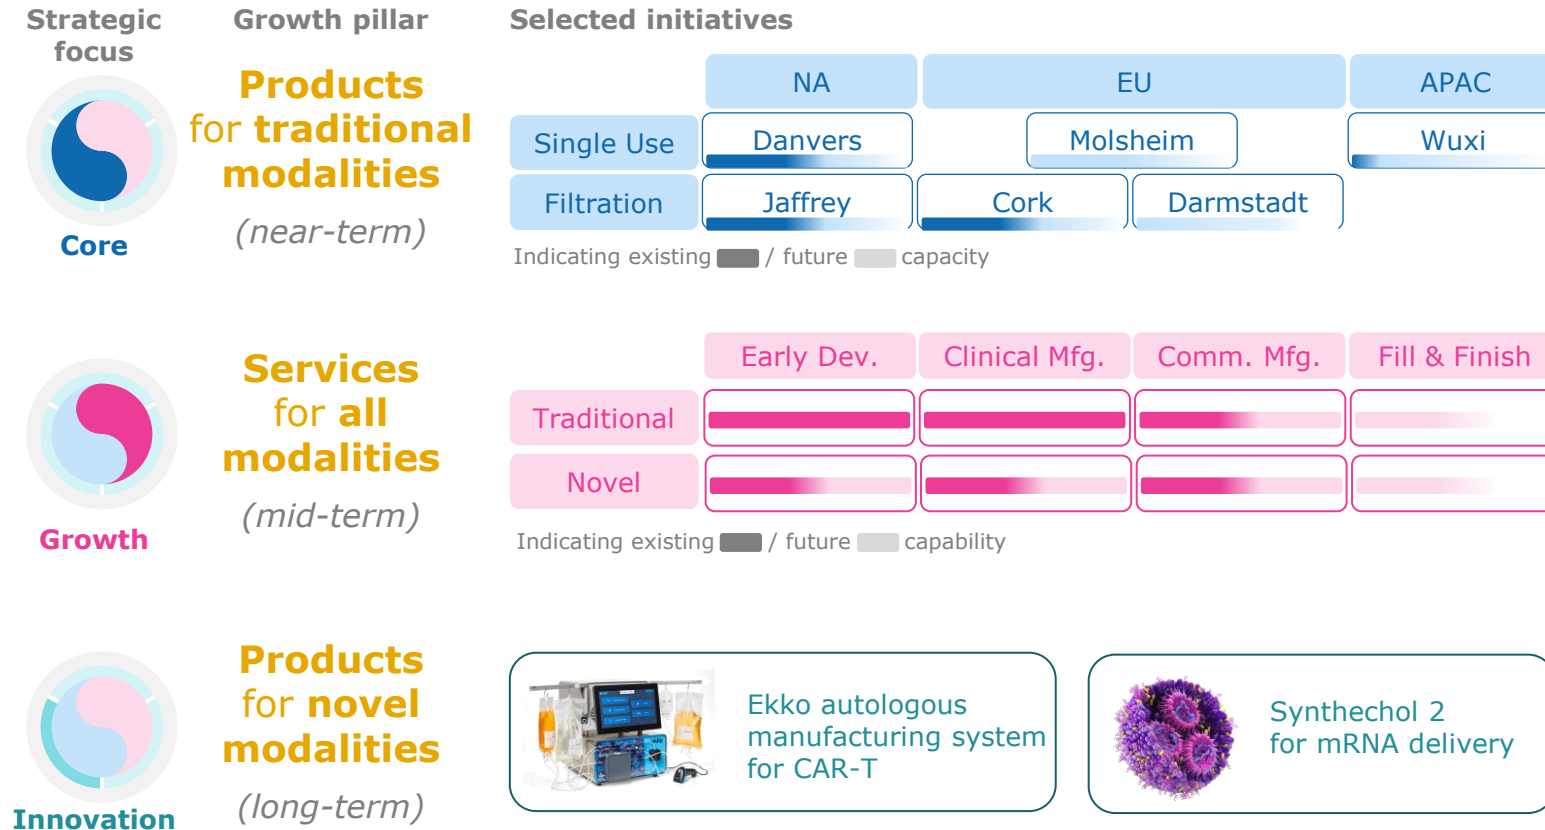 Strategic
focus
Growth pillar
Selected initiatives
Core
Products
for traditional
modalities
(near-term)
NA
EU
APAC
Single Use
Danvers
Molsheim
Wuxi
Filtration
Jaffrey
Cork
Darmstadt
Indicating existing / future capacity
Growth
Services
for all
modalities
(mid-term)
Early Dev.
Clinical Mfg.
Comm. Mfg.
Fill & Finish
Traditional
Novel
Indicating existing / future capability
Innovation
Products
for novel
modalities
(long-term)
Ekko autologous
manufacturing system
for CAR-T
Synthechol 2
for mRNA delivery